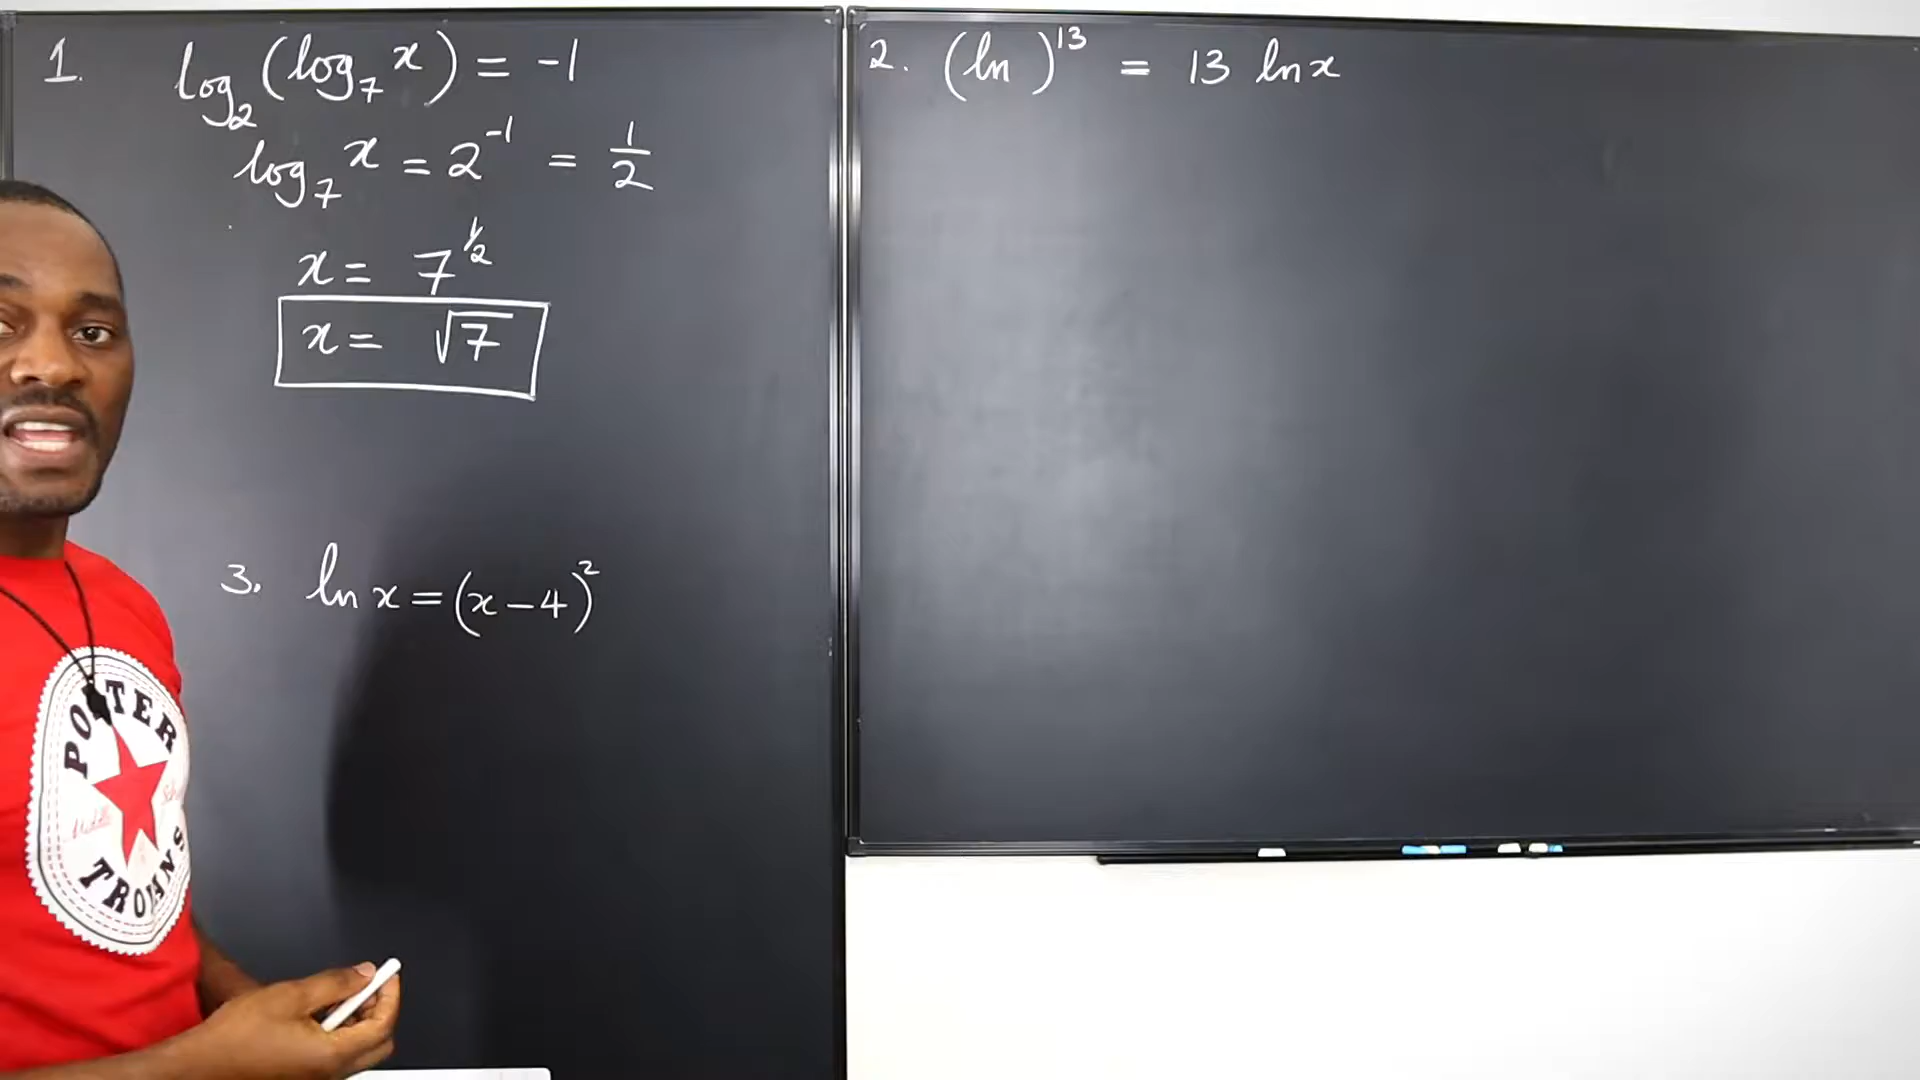 1. log₂(log₇ x) = -1
log₇ x = 2⁻¹ = 1/2
x = 7^½
x = √7
3. ln x = (x - 4)²
2. (ln )¹³ = 13 ln x
POTTER
TROJANS